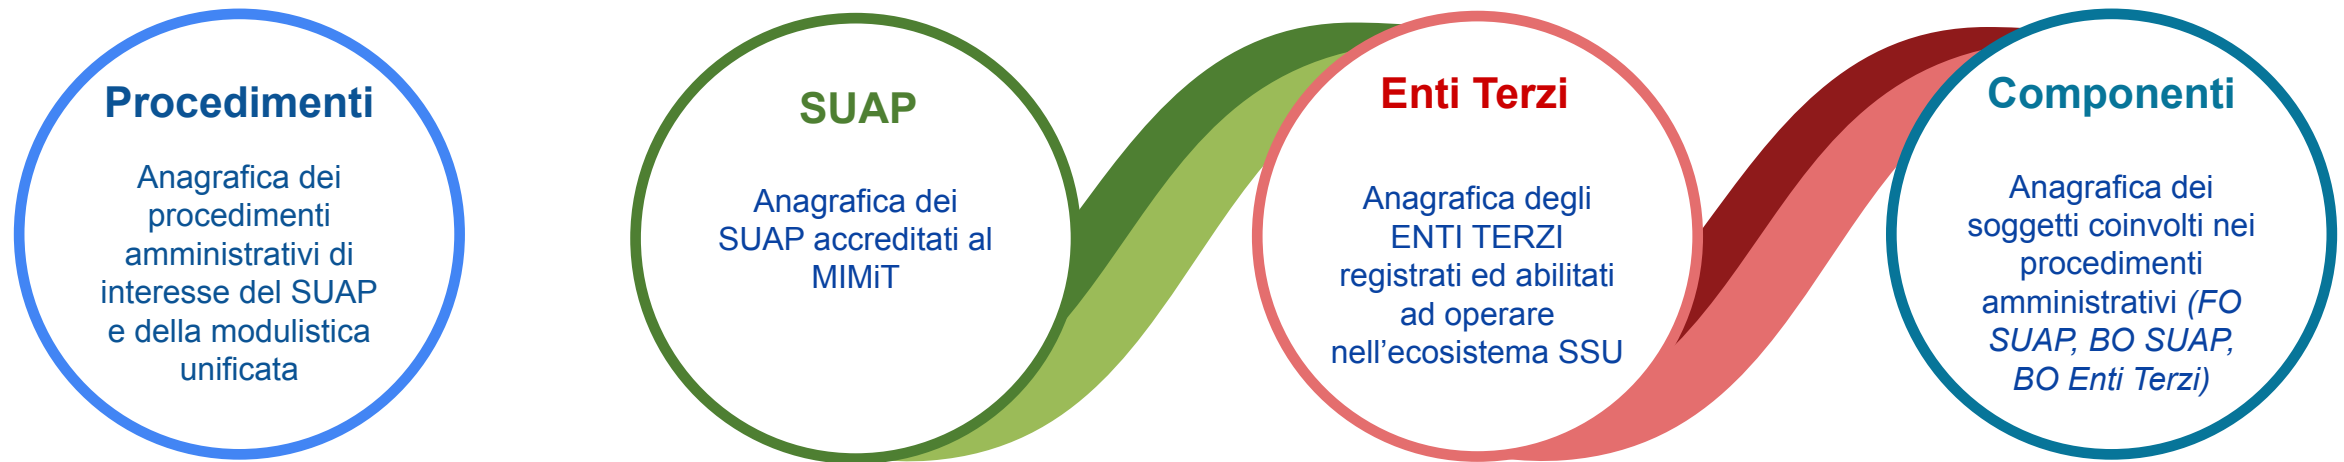 Procedimenti
Anagrafica dei
procedimenti
amministrativi di
interesse del SUAP
e della modulistica
unificata
SUAP
Anagrafica dei
SUAP accreditati al
MIMiT
Enti Terzi
Anagrafica degli
ENTI TERZI
registrati ed abilitati
ad operare
nell’ecosistema SSU
Componenti
Anagrafica dei
soggetti coinvolti nei
procedimenti
amministrativi (FO
SUAP, BO SUAP,
BO Enti Terzi)